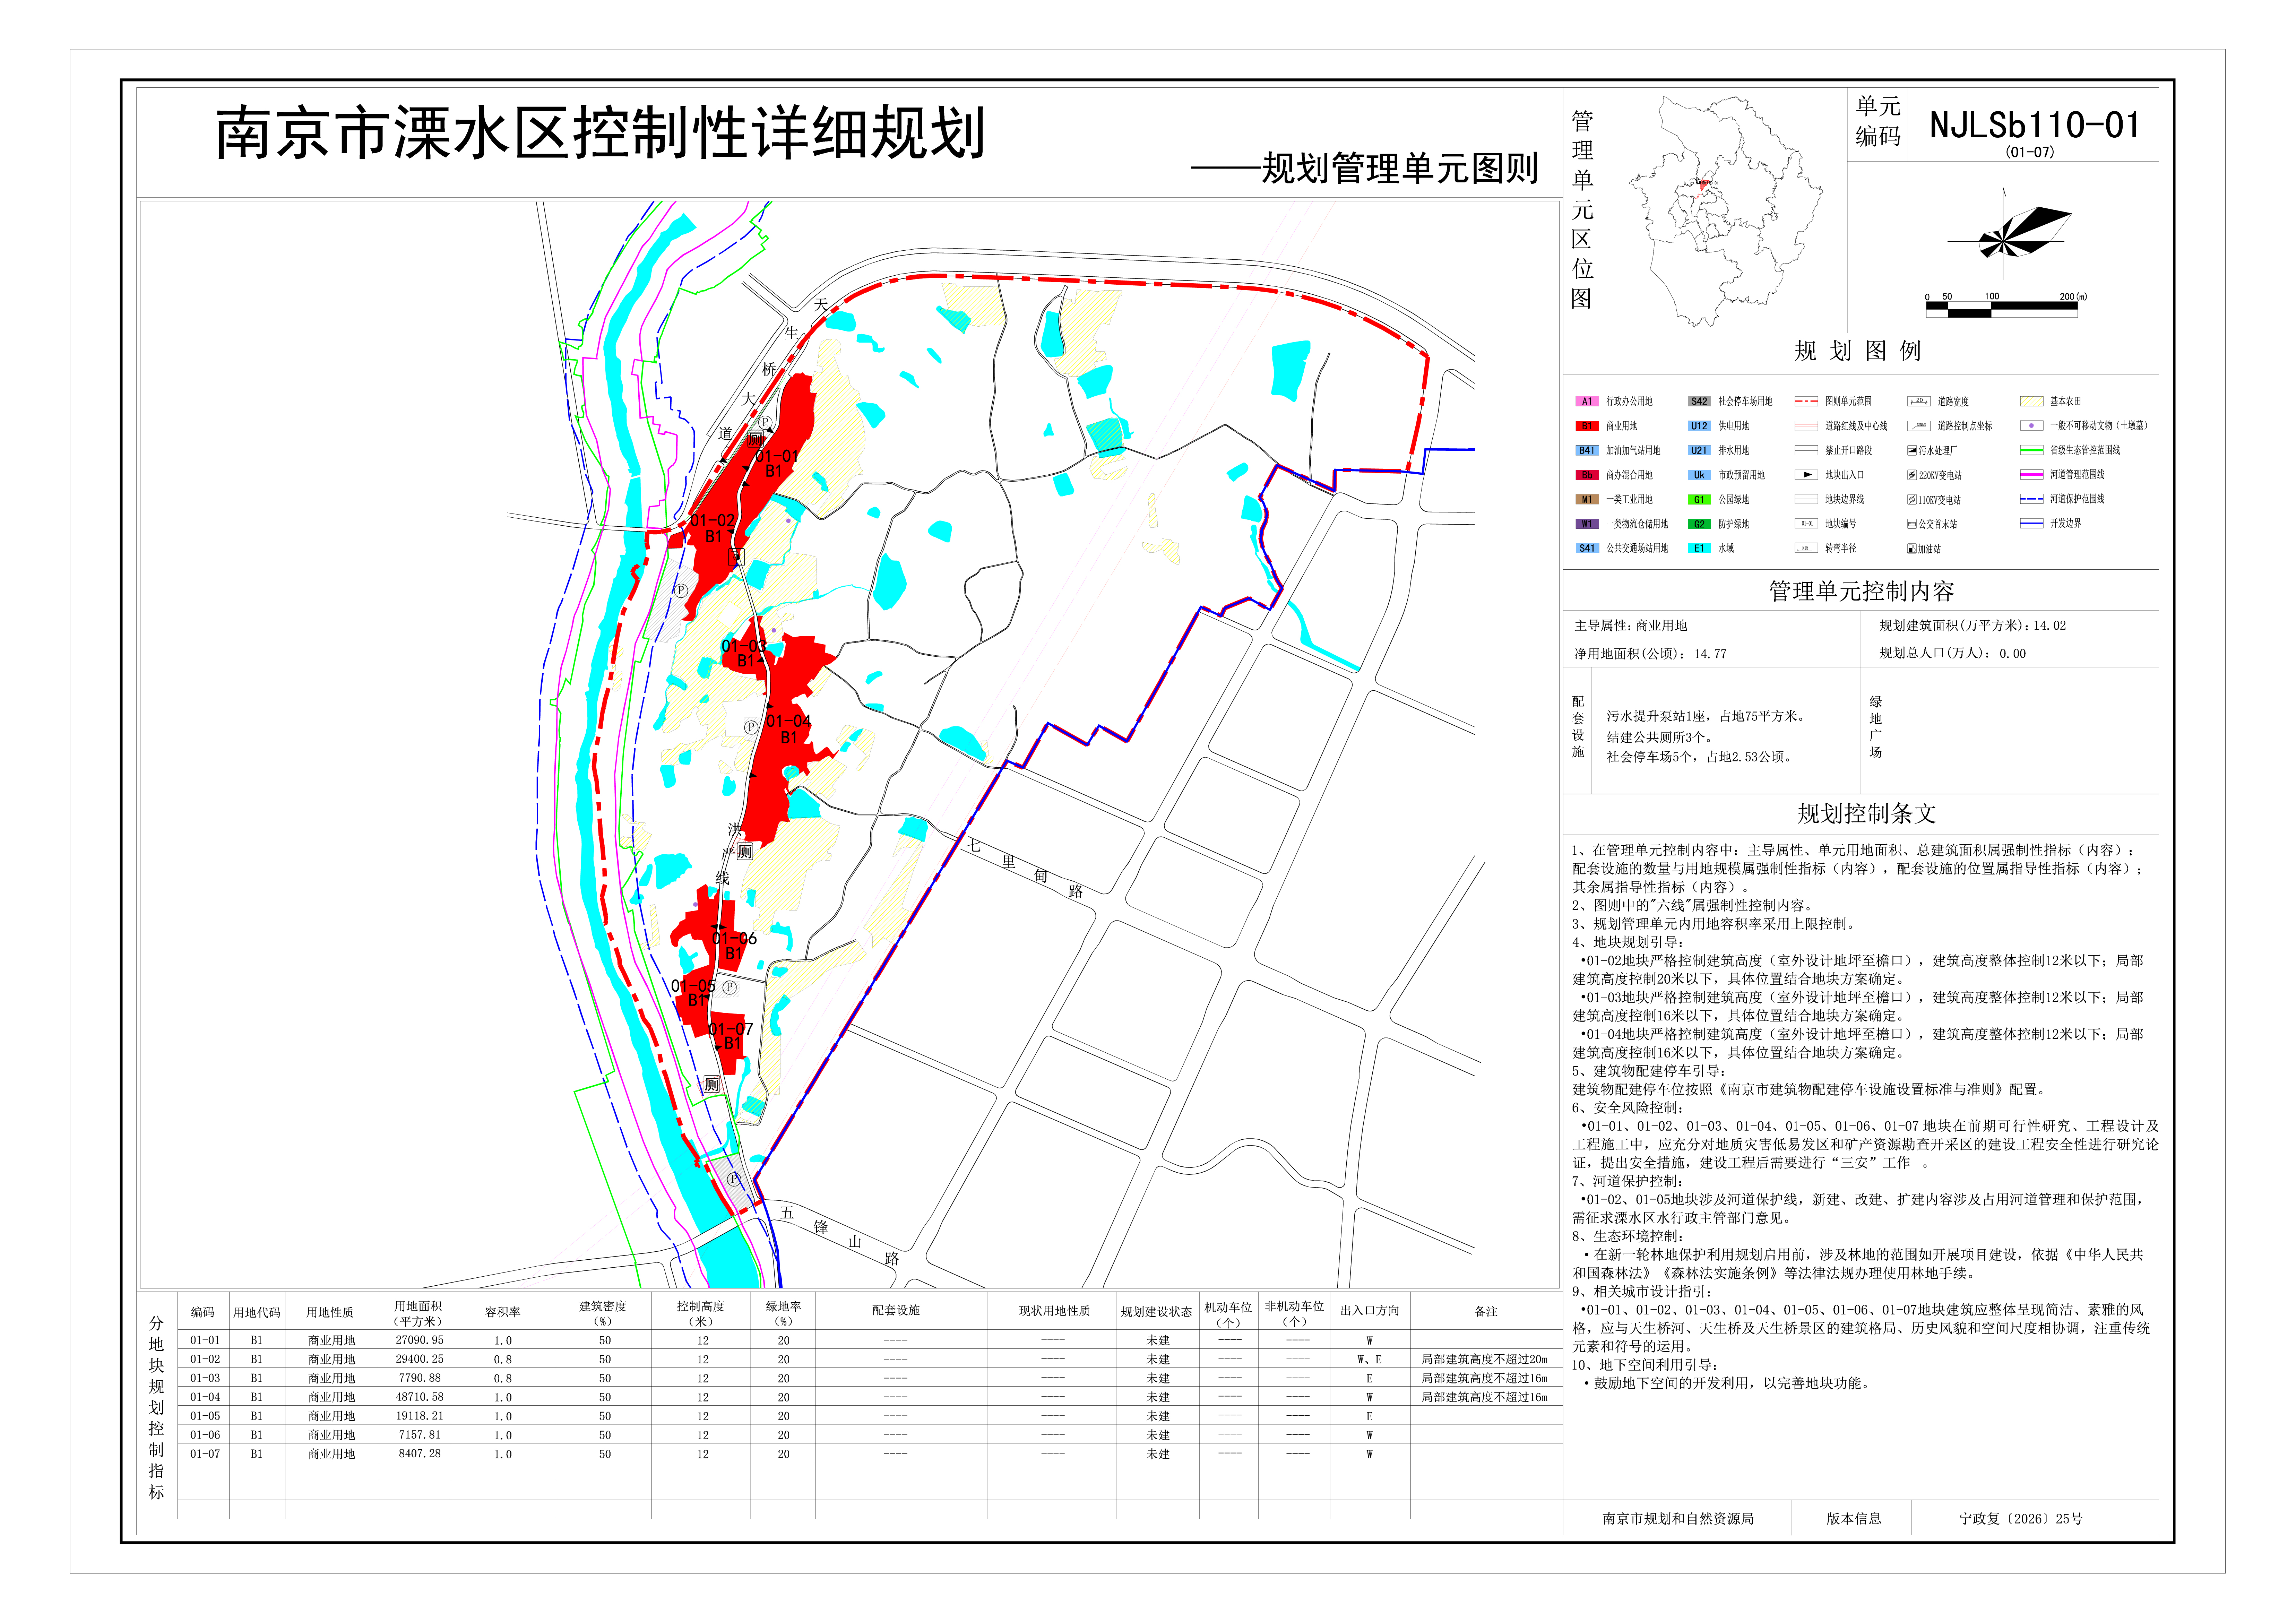 南京市溧水区控制性详细规划
——规划管理单元图则
管理单元区位图
单元编码
NJLSb110-01
(01-07)
0 50 100 200(m)
规 划 图 例
A1 行政办公用地
B1 商业用地
B41 加油加气站用地
Bb 商办混合用地
M1 一类工业用地
W1 一类物流仓储用地
S41 公共交通场站用地
S42 社会停车场用地
U12 供电用地
U21 排水用地
Uk 市政预留用地
G1 公园绿地
G2 防护绿地
E1 水域
图则单元范围
道路红线及中心线
禁止开口路段
地块出入口
地块边界线
01-01 地块编号
转弯半径
20 道路宽度
道路控制点坐标
污水处理厂
220KV变电站
110KV变电站
公交首末站
加油站
基本农田
一般不可移动文物（土墩墓）
省级生态管控范围线
河道管理范围线
河道保护范围线
开发边界
管理单元控制内容
主导属性：商业用地
规划建筑面积(万平方米)：14.02
净用地面积(公顷)：14.77
规划总人口(万人)：0.00
配套设施
污水提升泵站1座，占地75平方米。
结建公共厕所3个。
社会停车场5个，占地2.53公顷。
绿地广场
规划控制条文
1、在管理单元控制内容中：主导属性、单元用地面积、总建筑面积属强制性指标（内容）；
配套设施的数量与用地规模属强制性指标（内容），配套设施的位置属指导性指标（内容）；
其余属指导性指标（内容）。
2、图则中的"六线"属强制性控制内容。
3、规划管理单元内用地容积率采用上限控制。
4、地块规划引导：
•01-02地块严格控制建筑高度（室外设计地坪至檐口），建筑高度整体控制12米以下；局部
建筑高度控制20米以下，具体位置结合地块方案确定。
•01-03地块严格控制建筑高度（室外设计地坪至檐口），建筑高度整体控制12米以下；局部
建筑高度控制16米以下，具体位置结合地块方案确定。
•01-04地块严格控制建筑高度（室外设计地坪至檐口），建筑高度整体控制12米以下；局部
建筑高度控制16米以下，具体位置结合地块方案确定。
5、建筑物配建停车引导：
建筑物配建停车位按照《南京市建筑物配建停车设施设置标准与准则》配置。
6、安全风险控制：
•01-01、01-02、01-03、01-04、01-05、01-06、01-07 地块在前期可行性研究、工程设计及
工程施工中，应充分对地质灾害低易发区和矿产资源勘查开采区的建设工程安全性进行研究论
证，提出安全措施，建设工程后需要进行“三安”工作 。
7、河道保护控制：
•01-02、01-05地块涉及河道保护线，新建、改建、扩建内容涉及占用河道管理和保护范围，
需征求溧水区水行政主管部门意见。
8、生态环境控制：
•在新一轮林地保护利用规划启用前，涉及林地的范围如开展项目建设，依据《中华人民共
和国森林法》《森林法实施条例》等法律法规办理使用林地手续。
9、相关城市设计指引：
•01-01、01-02、01-03、01-04、01-05、01-06、01-07地块建筑应整体呈现简洁、素雅的风
格，应与天生桥河、天生桥及天生桥景区的建筑格局、历史风貌和空间尺度相协调，注重传统
元素和符号的运用。
10、地下空间利用引导：
•鼓励地下空间的开发利用，以完善地块功能。
南京市规划和自然资源局 版本信息 宁政复〔2026〕25号
天生桥大道
P
厕
01-01
B1
01-02
B1
P
01-03
B1
01-04
B1
P
洪严线
厕
七里甸路
01-06
B1
01-05
B1
P
01-07
B1
厕
P
五锋山路
分地块规划控制指标
编码 用地代码 用地性质 用地面积（平方米） 容积率 建筑密度（%） 控制高度（米） 绿地率（%） 配套设施 现状用地性质 规划建设状态 机动车位（个） 非机动车位（个） 出入口方向 备注
01-01 B1 商业用地 27090.95 1.0 50 12 20 ---- ---- 未建 ---- ---- W
01-02 B1 商业用地 29400.25 0.8 50 12 20 ---- ---- 未建 ---- ---- W、E 局部建筑高度不超过20m
01-03 B1 商业用地 7790.88 0.8 50 12 20 ---- ---- 未建 ---- ---- E 局部建筑高度不超过16m
01-04 B1 商业用地 48710.58 1.0 50 12 20 ---- ---- 未建 ---- ---- W 局部建筑高度不超过16m
01-05 B1 商业用地 19118.21 1.0 50 12 20 ---- ---- 未建 ---- ---- E
01-06 B1 商业用地 7157.81 1.0 50 12 20 ---- ---- 未建 ---- ---- W
01-07 B1 商业用地 8407.28 1.0 50 12 20 ---- ---- 未建 ---- ---- W